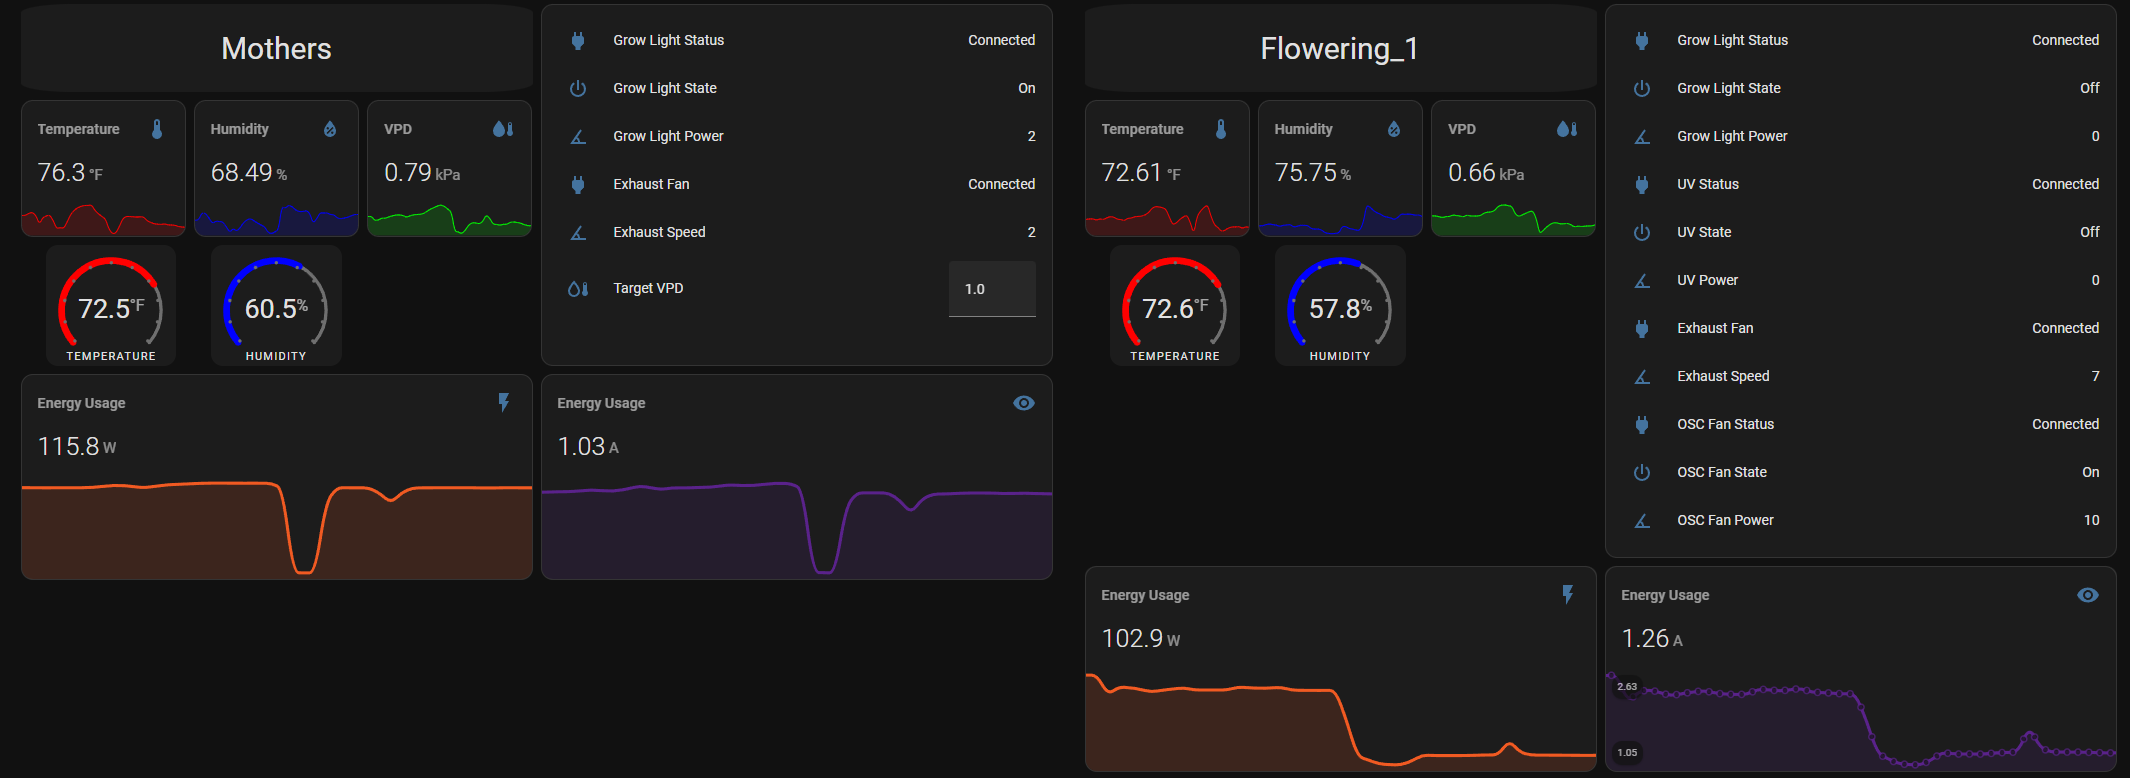 Mothers
Temperature
76.3 °F
Humidity
68.49 %
VPD
0.79 kPa
72.5°F
TEMPERATURE
60.5%
HUMIDITY
Grow Light Status Connected
Grow Light State On
Grow Light Power 2
Exhaust Fan Connected
Exhaust Speed 2
Target VPD 1.0
Energy Usage
115.8 W
Energy Usage
1.03 A
Flowering_1
Temperature
72.61 °F
Humidity
75.75 %
VPD
0.66 kPa
72.6°F
TEMPERATURE
57.8%
HUMIDITY
Grow Light Status Connected
Grow Light State Off
Grow Light Power 0
UV Status Connected
UV State Off
UV Power 0
Exhaust Fan Connected
Exhaust Speed 7
OSC Fan Status Connected
OSC Fan State On
OSC Fan Power 10
Energy Usage
102.9 W
Energy Usage
1.26 A
2.63
1.05